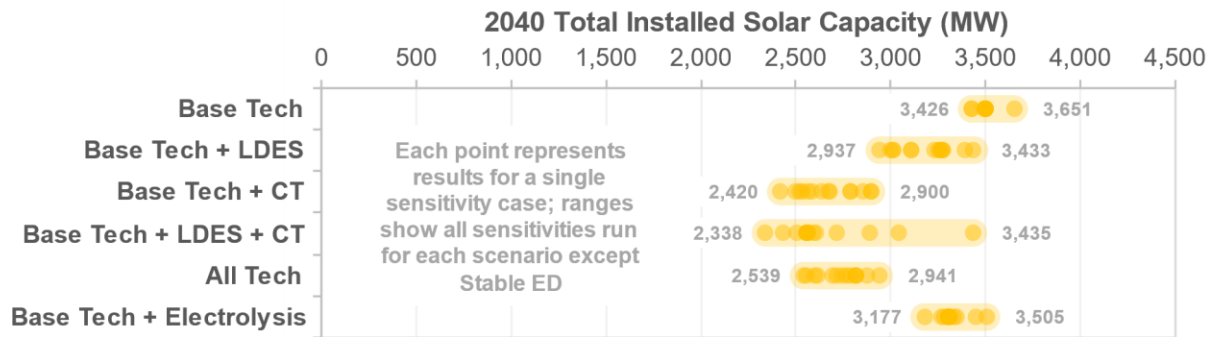 2040 Total Installed Solar Capacity (MW)
0 500 1,000 1,500 2,000 2,500 3,000 3,500 4,000 4,500
Base Tech 3,426 3,651
Base Tech + LDES 2,937 3,433
Base Tech + CT 2,420 2,900
Base Tech + LDES + CT 2,338 3,435
All Tech 2,539 2,941
Base Tech + Electrolysis 3,177 3,505
Each point represents
results for a single
sensitivity case; ranges
show all sensitivities run
for each scenario except
Stable ED